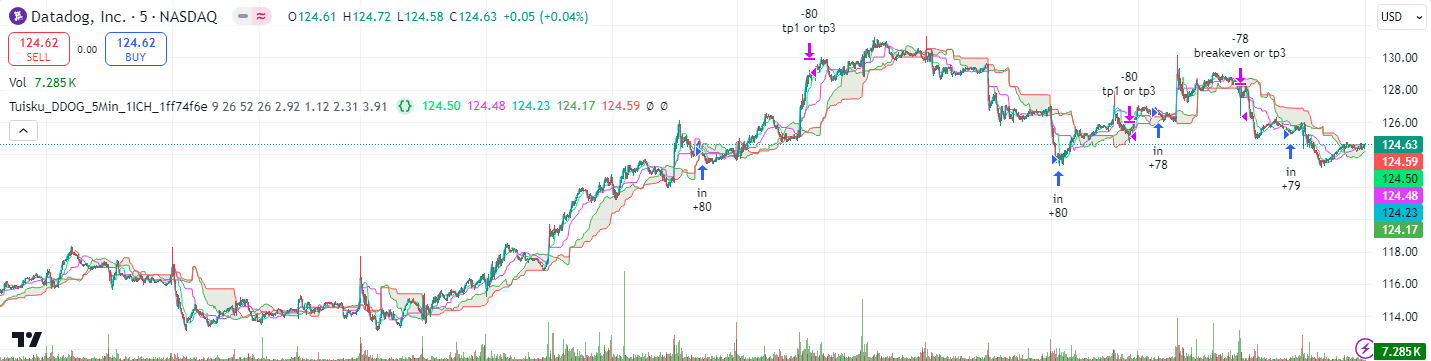 Datadog, Inc. · 5 · NASDAQ
O124.61 H124.72 L124.58 C124.63 +0.05 (+0.04%)
USD
124.62
SELL
0.00
124.62
BUY
Vol 7.285 K
Tuisku_DDOG_5Min_1ICH_1ff74f6e 9 26 52 26 2.92 1.12 2.31 3.91 {} 124.50 124.48 124.23 124.17 124.59 Ø Ø
-80
tp1 or tp3
-80
tp1 or tp3
-78
breakeven or tp3
in
+80
in
+80
in
+78
in
+79
130.00
128.00
126.00
124.63
124.59
124.50
124.48
124.23
124.17
118.00
116.00
114.00
7.285 K